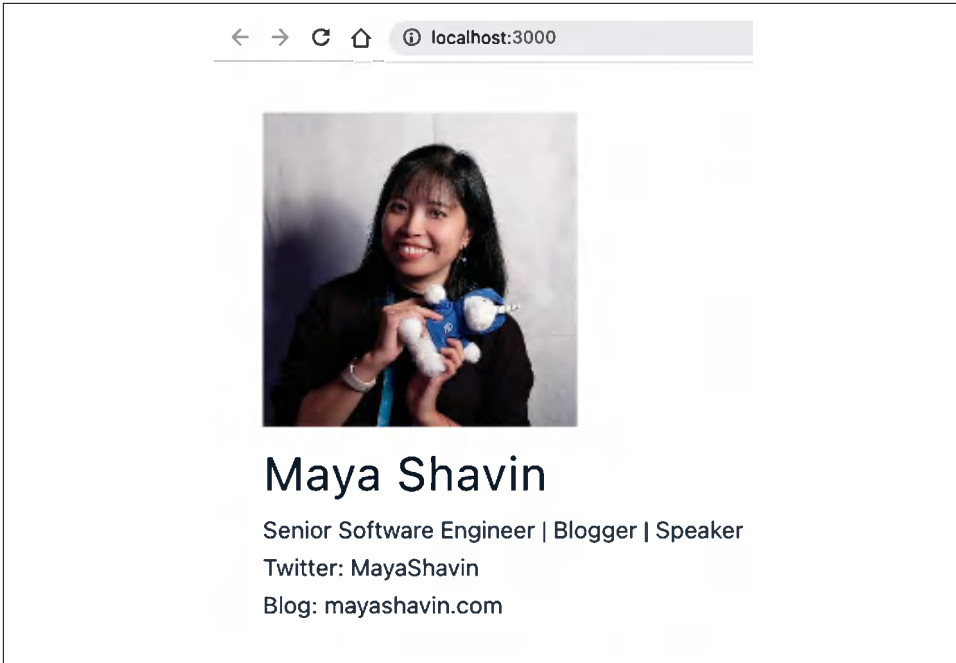 localhost:3000
Maya Shavin
Senior Software Engineer | Blogger | Speaker
Twitter: MayaShavin
Blog: mayashavin.com